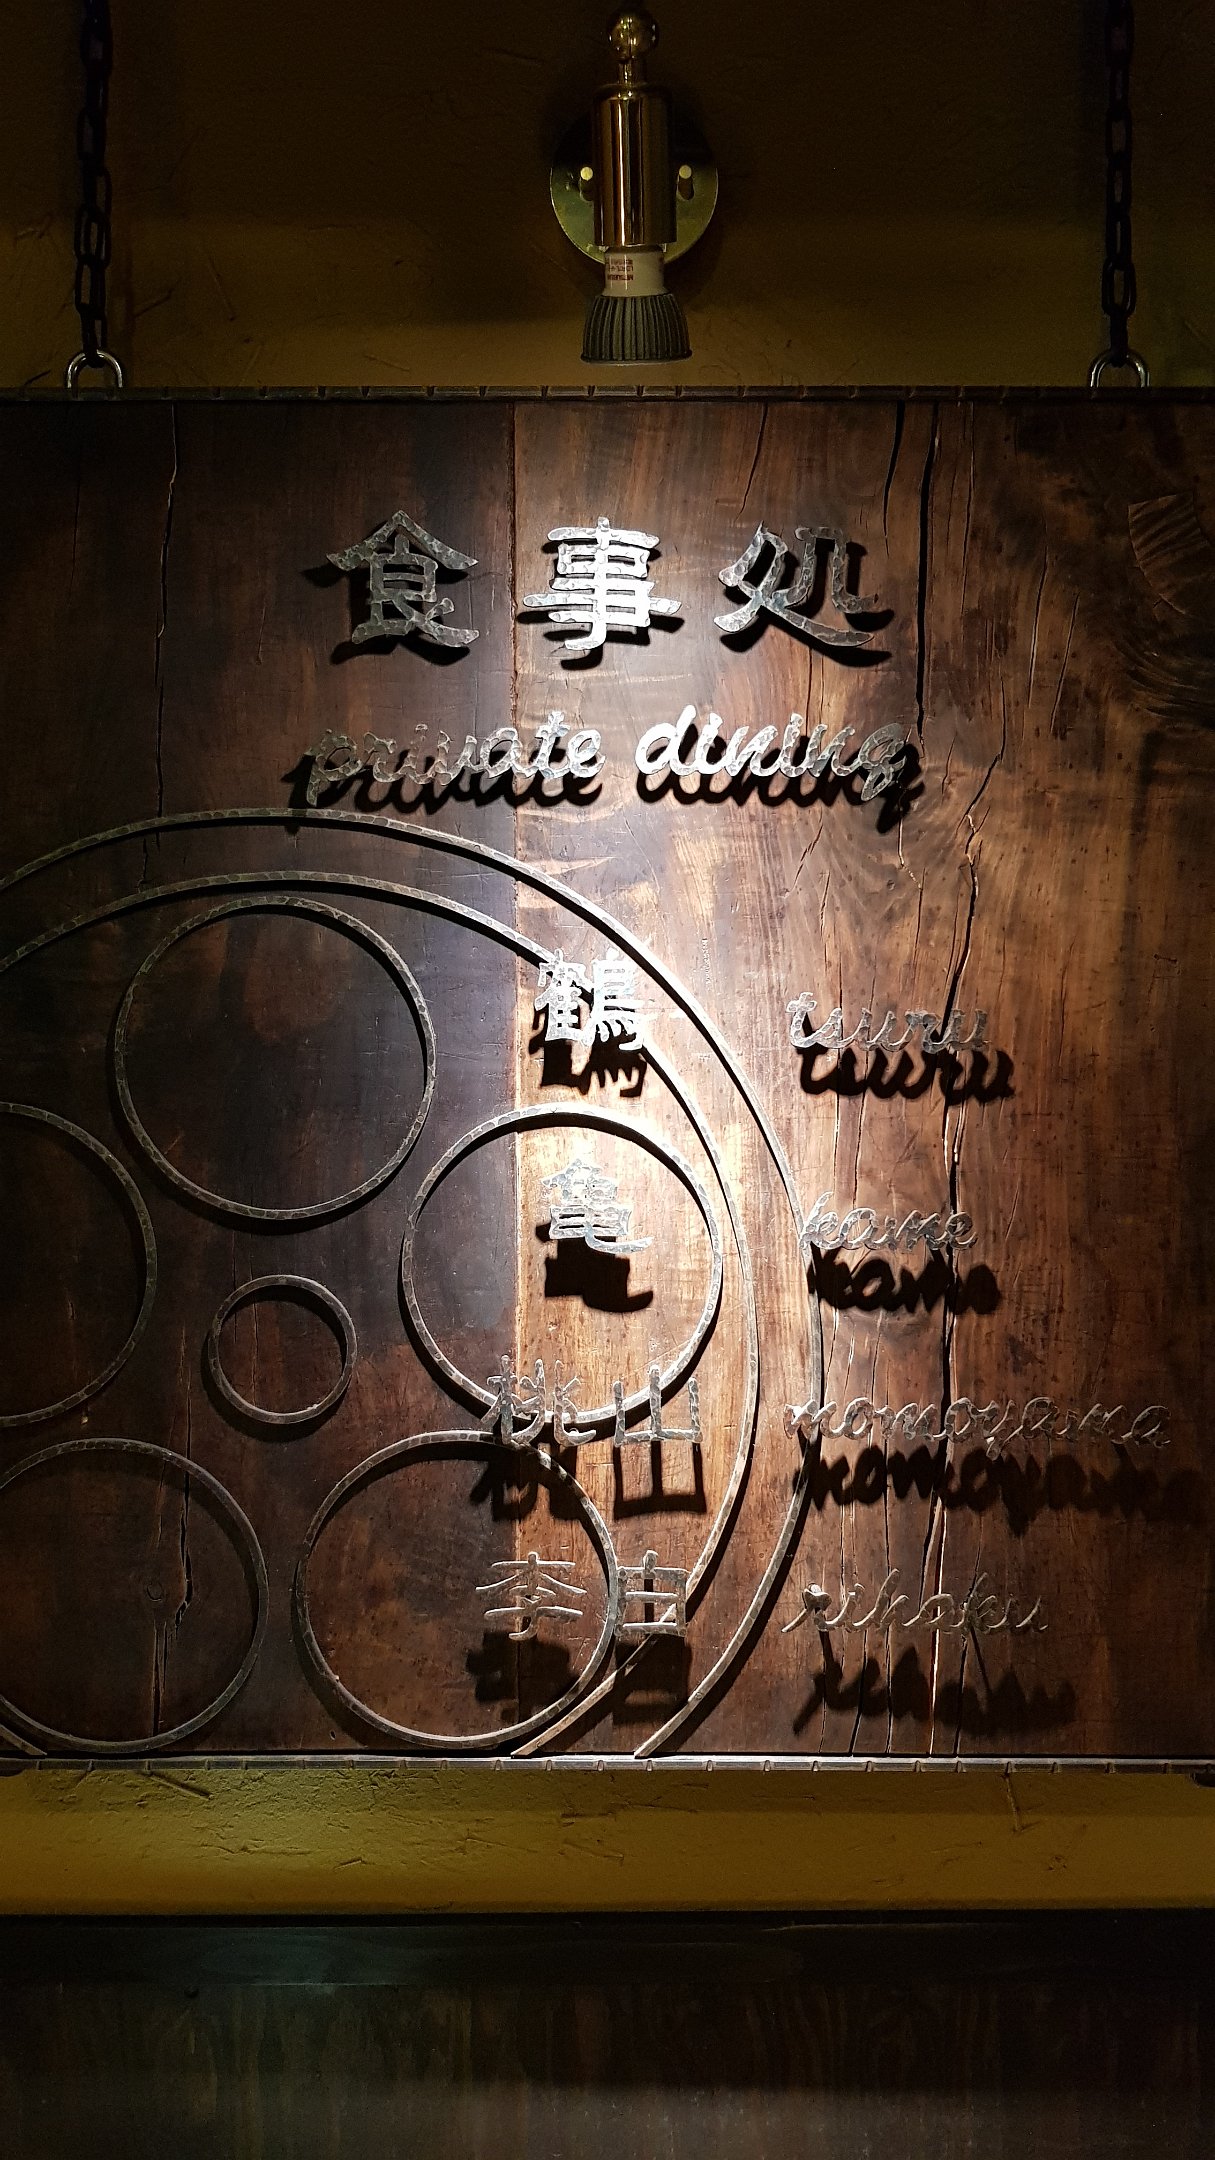 食事処
private dining
鶴 tsuru
亀 kame
桃山 momoyama
李白 rihaku